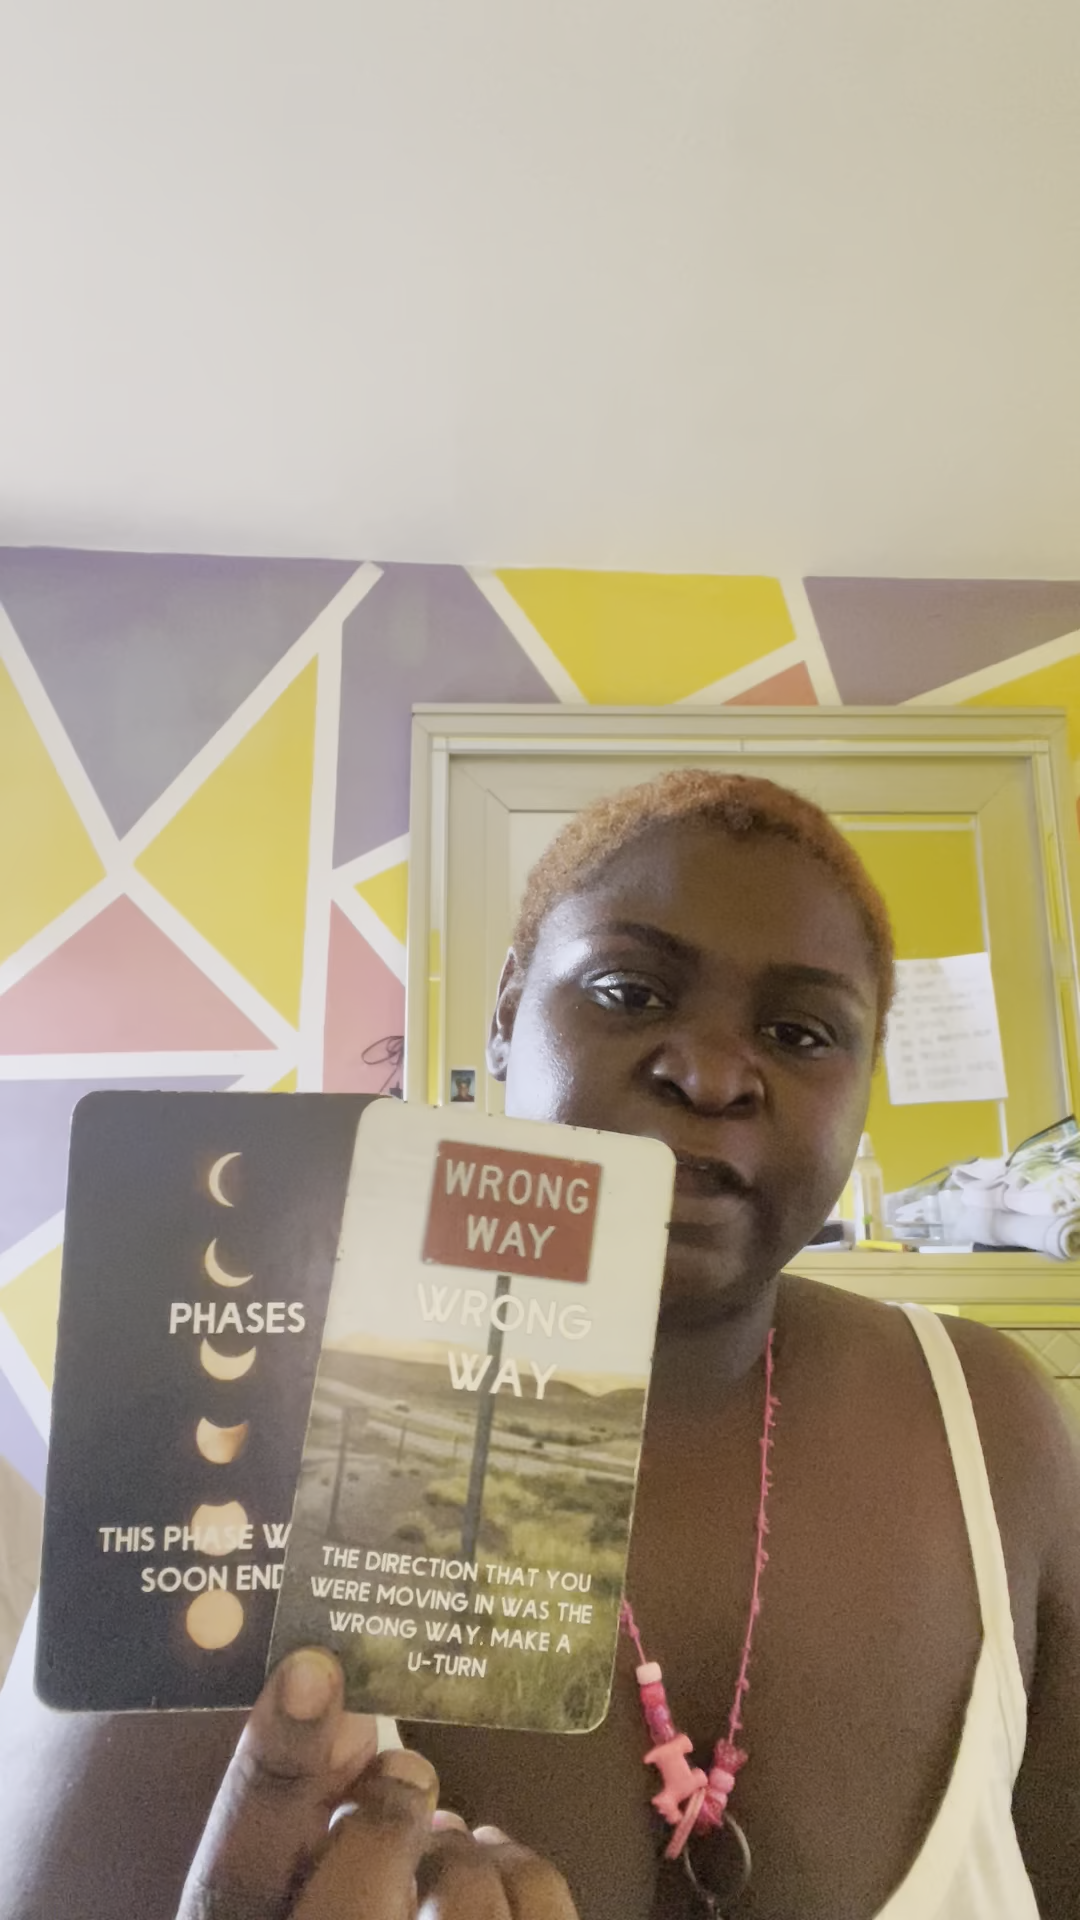 PHASES
THIS PHASE W
SOON END
WRONG
WAY
WRONG
WAY
THE DIRECTION THAT YOU
WERE MOVING IN WAS THE
WRONG WAY. MAKE A
U-TURN